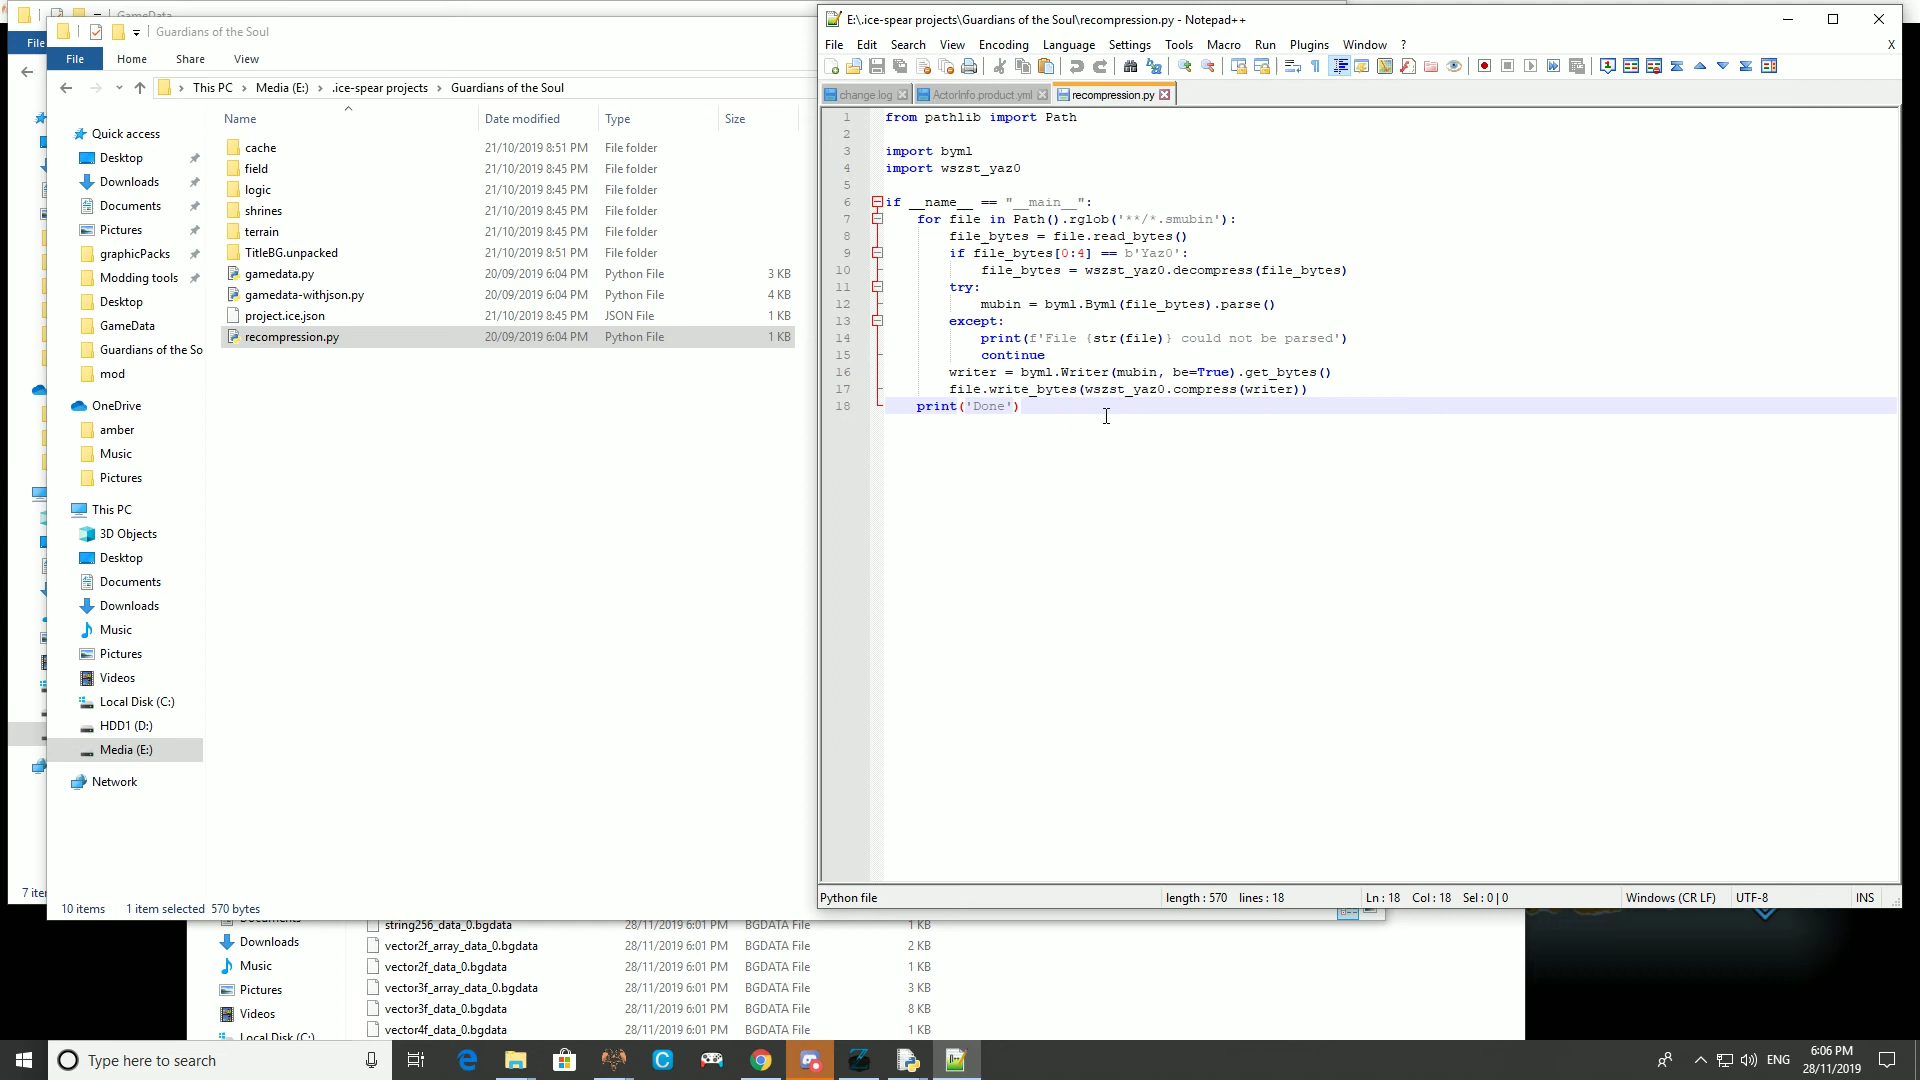 GameData
Guardians of the Soul
File
File Home Share View
This PC > Media (E:) > .ice-spear projects > Guardians of the Soul
Name Date modified Type Size
Quick access
Desktop
Downloads
Documents
Pictures
graphicPacks
Modding tools
Desktop
GameData
Guardians of the So
mod
OneDrive
amber
Music
Pictures
This PC
3D Objects
Desktop
Documents
Downloads
Music
Pictures
Videos
Local Disk (C:)
HDD1 (D:)
Media (E:)
Network
cache 21/10/2019 8:51 PM File folder
field 21/10/2019 8:45 PM File folder
logic 21/10/2019 8:45 PM File folder
shrines 21/10/2019 8:45 PM File folder
terrain 21/10/2019 8:45 PM File folder
TitleBG.unpacked 21/10/2019 8:51 PM File folder
gamedata.py 20/09/2019 6:04 PM Python File 3 KB
gamedata-withjson.py 20/09/2019 6:04 PM Python File 4 KB
project.ice.json 21/10/2019 8:45 PM JSON File 1 KB
recompression.py 20/09/2019 6:04 PM Python File 1 KB
7 iter
10 items 1 item selected 570 bytes
E:\.ice-spear projects\Guardians of the Soul\recompression.py - Notepad++
File Edit Search View Encoding Language Settings Tools Macro Run Plugins Window ? X
change.log ActorInfo.product.yml recompression.py
1 from pathlib import Path
2
3 import byml
4 import wszst_yaz0
5
6 if __name__ == "__main__":
7 for file in Path().rglob('**/*.smubin'):
8 file_bytes = file.read_bytes()
9 if file_bytes[0:4] == b'Yaz0':
10 file_bytes = wszst_yaz0.decompress(file_bytes)
11 try:
12 mubin = byml.Byml(file_bytes).parse()
13 except:
14 print(f'File {str(file)} could not be parsed')
15 continue
16 writer = byml.Writer(mubin, be=True).get_bytes()
17 file.write_bytes(wszst_yaz0.compress(writer))
18 print('Done')
Python file length : 570 lines : 18 Ln : 18 Col : 18 Sel : 0 | 0 Windows (CR LF) UTF-8 INS
Documents
Downloads
Music
Pictures
Videos
Local Disk (C:)
string256_data_0.bgdata 28/11/2019 6:01 PM BGDATA File 1 KB
vector2f_array_data_0.bgdata 28/11/2019 6:01 PM BGDATA File 2 KB
vector2f_data_0.bgdata 28/11/2019 6:01 PM BGDATA File 1 KB
vector3f_array_data_0.bgdata 28/11/2019 6:01 PM BGDATA File 3 KB
vector3f_data_0.bgdata 28/11/2019 6:01 PM BGDATA File 8 KB
vector4f_data_0.bgdata 28/11/2019 6:01 PM BGDATA File 1 KB
Type here to search
ENG
6:06 PM
28/11/2019